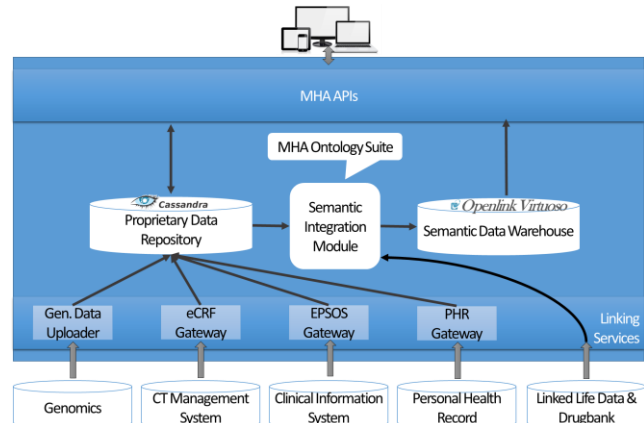 MHA APIs
MHA Ontology Suite
Cassandra
Proprietary Data
Repository
Semantic
Integration
Module
Openlink Virtuoso
Semantic Data Warehouse
Gen. Data
Uploader
eCRF
Gateway
EPSOS
Gateway
PHR
Gateway
Linking
Services
Genomics
CT Management
System
Clinical Information
System
Personal Health
Record
Linked Life Data &
Drugbank